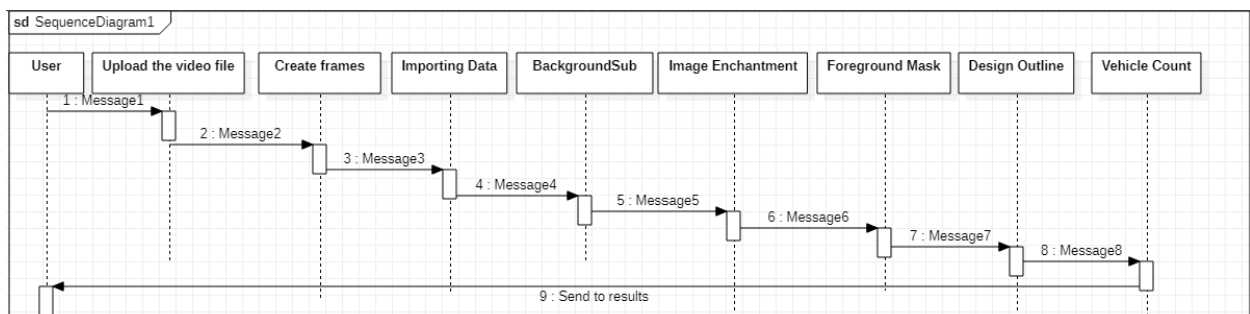 sd SequenceDiagram1
User
Upload the video file
Create frames
Importing Data
BackgroundSub
Image Enchantment
Foreground Mask
Design Outline
Vehicle Count
1 : Message1
2 : Message2
3 : Message3
4 : Message4
5 : Message5
6 : Message6
7 : Message7
8 : Message8
9 : Send to results